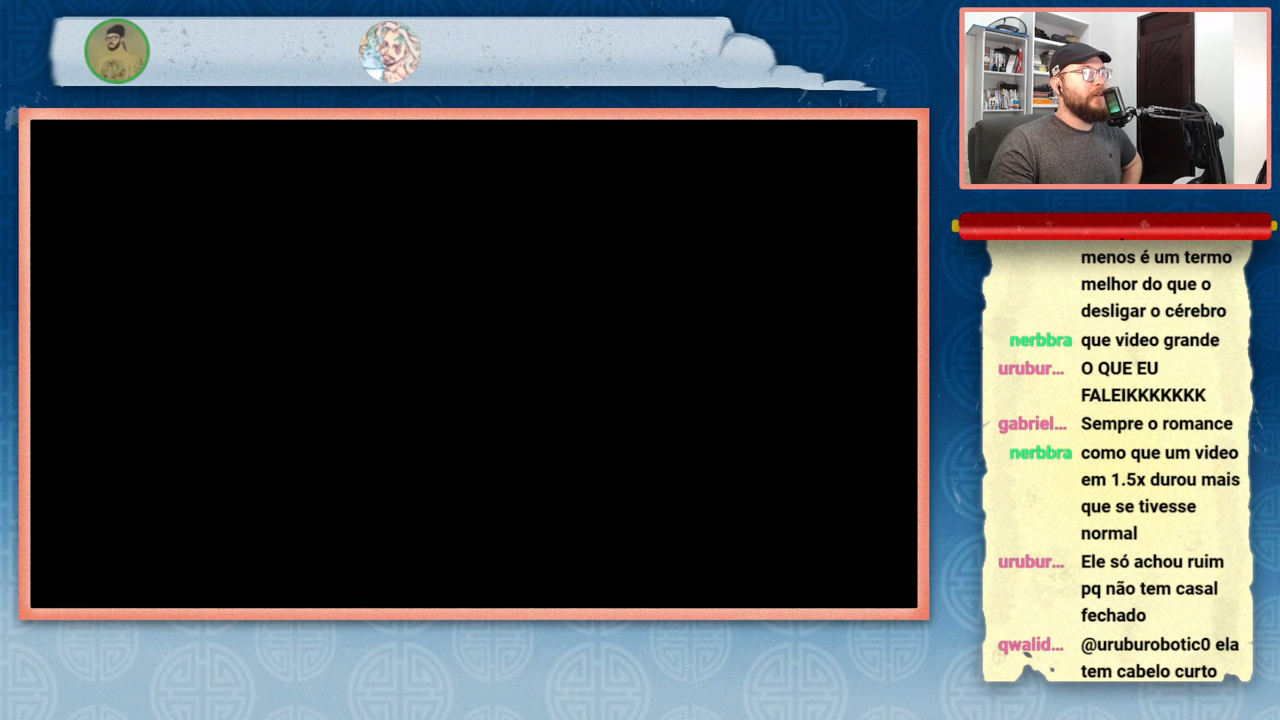 menos é um termo
melhor do que o
desligar o cérebro
nerbbra que video grande
urubur... O QUE EU
FALEIKKKKKKK
gabriel... Sempre o romance
nerbbra como que um video
em 1.5x durou mais
que se tivesse
normal
urubur... Ele só achou ruim
pq não tem casal
fechado
qwalid... @uruburobotic0 ela
tem cabelo curto